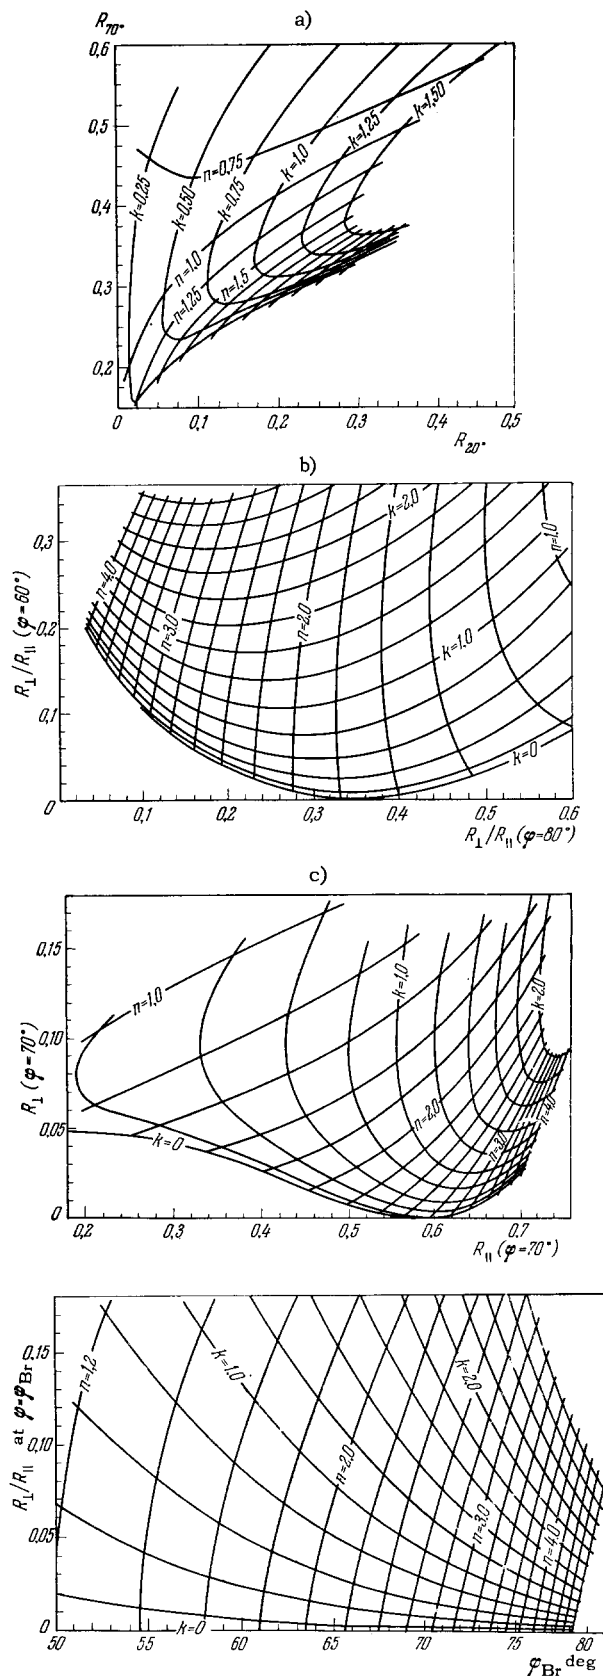 a)
R70°
0,6
0,5
0,4
0,3
0,2
0
0,1
0,2
0,3
0,4
0,5
R20°
k=0,25
k=0,50
k=0,75
k=1,0
k=1,25
k=1,50
n=0,75
n=1,0
n=1,25
n=1,5
b)
R⊥/R∥ (φ=60°)
0,3
0,2
0,1
0
0,1
0,2
0,3
0,4
0,5
0,6
R⊥/R∥ (φ=80°)
n=4,0
n=3,0
n=2,0
k=2,0
n=1,0
k=1,0
k=0
c)
R⊥ (φ=70°)
0,15
0,10
0,05
0
0,2
0,3
0,4
0,5
0,6
0,7
R∥ (φ=70°)
n=1,0
k=0
k=1,0
n=2,0
n=3,0
k=2,0
n=4,0
R⊥/R∥ at φ=φBr
0,15
0,10
0,05
0
50
55
60
65
70
75
80
φBr deg
n=1,2
k=1,0
n=2,0
k=2,0
n=3,0
n=4,0
k=0